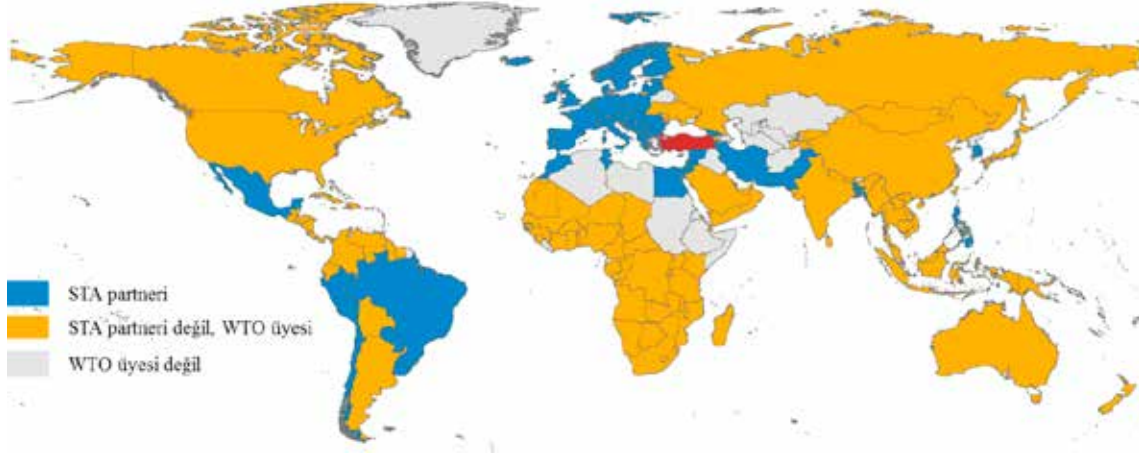 STA partneri
STA partneri değil, WTO üyesi
WTO üyesi değil